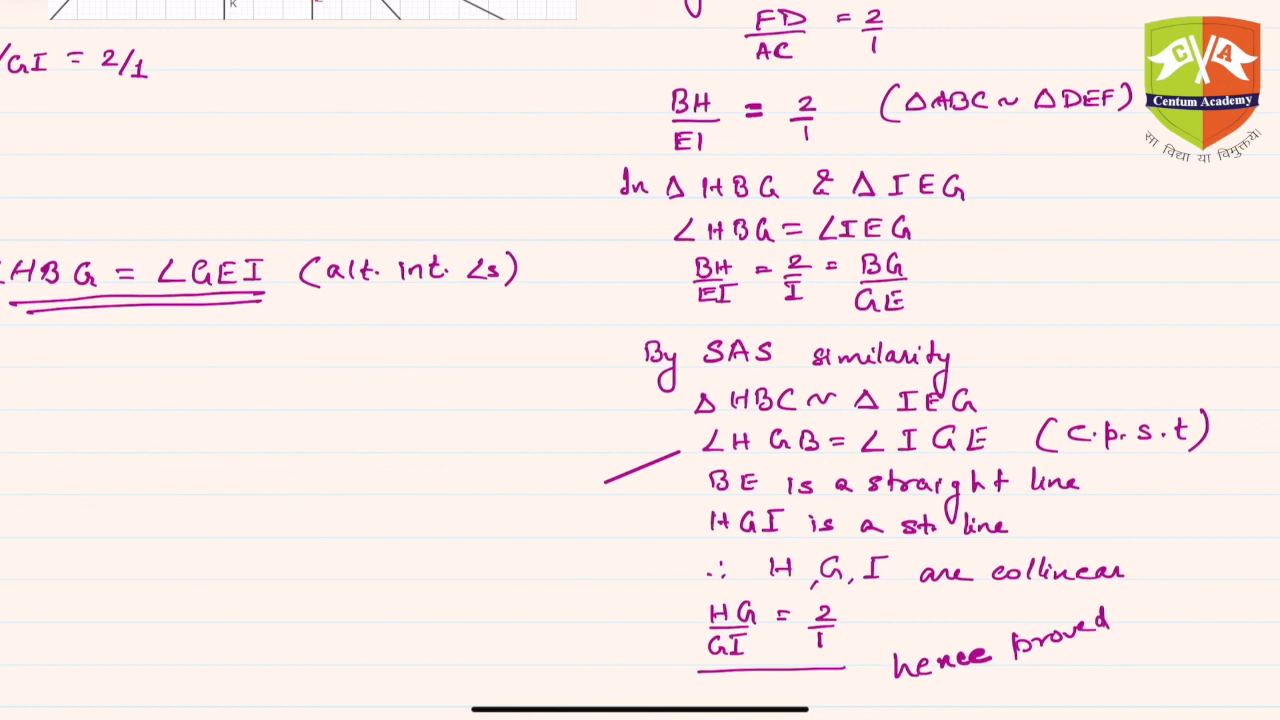 K
/GI = 2/1
∠HBG = ∠GEI (alt. int. ∠s)
FD/AC = 2/1
BH/EI = 2/1 (△ABC ~ △DEF)
In △HBG & △IEG
∠HBG = ∠IEG
BH/EI = 2/1 = BG/GE
By SAS similarity
△HBC ~ △IEG
∠HGB = ∠IGE (c.p.s.t)
BE is a straight line
HGI is a st. line
∴ H, G, I are collinear
HG/GI = 2/1
hence proved
C A
Centum Academy
सा विद्या या विमुक्तये।